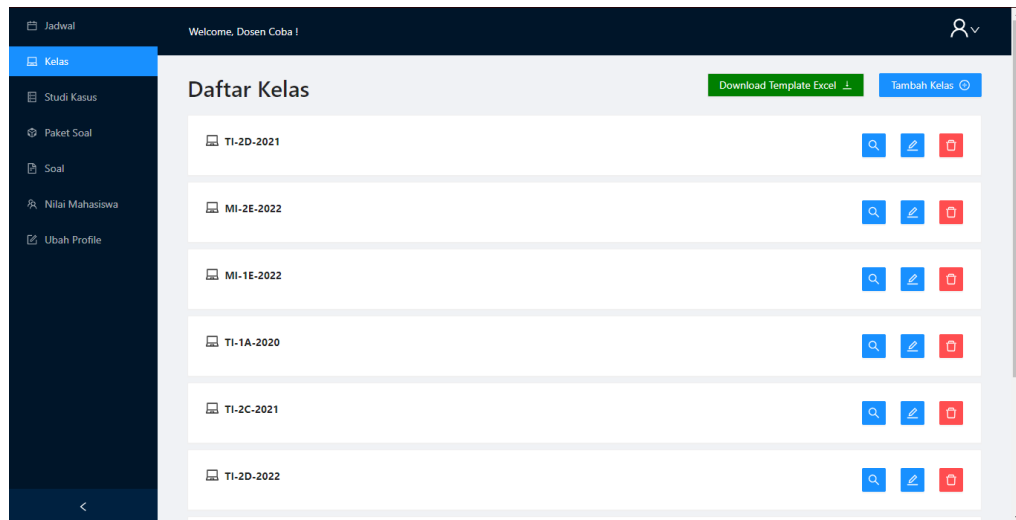 Jadwal
Kelas
Studi Kasus
Paket Soal
Soal
Nilai Mahasiswa
Ubah Profile
Welcome, Dosen Coba !
Daftar Kelas
Download Template Excel
Tambah Kelas
TI-2D-2021
MI-2E-2022
MI-1E-2022
TI-1A-2020
TI-2C-2021
TI-2D-2022